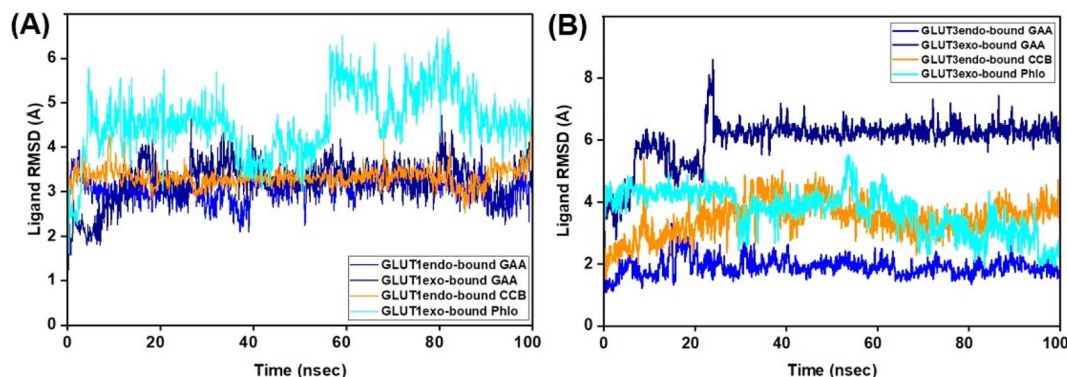 (A)
Ligand RMSD (A)
6
5
4
3
2
1
0
GLUT1endo-bound GAA
GLUT1exo-bound GAA
GLUT1endo-bound CCB
GLUT1exo-bound Phlo
0 20 40 60 80 100
Time (nsec)
(B)
Ligand RMSD (A)
8
6
4
2
0
GLUT3endo-bound GAA
GLUT3exo-bound GAA
GLUT3endo-bound CCB
GLUT3exo-bound Phlo
0 20 40 60 80 100
Time (nsec)